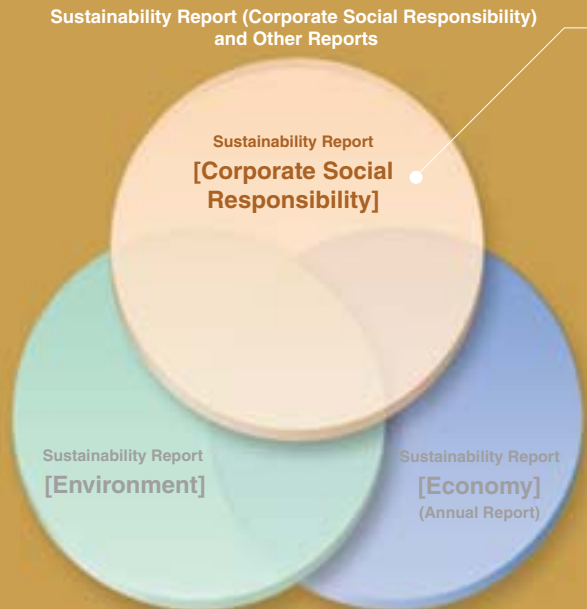 Sustainability Report (Corporate Social Responsibility)
and Other Reports
Sustainability Report
[Corporate Social
Responsibility]
Sustainability Report
[Environment]
Sustainability Report
[Economy]
(Annual Report)